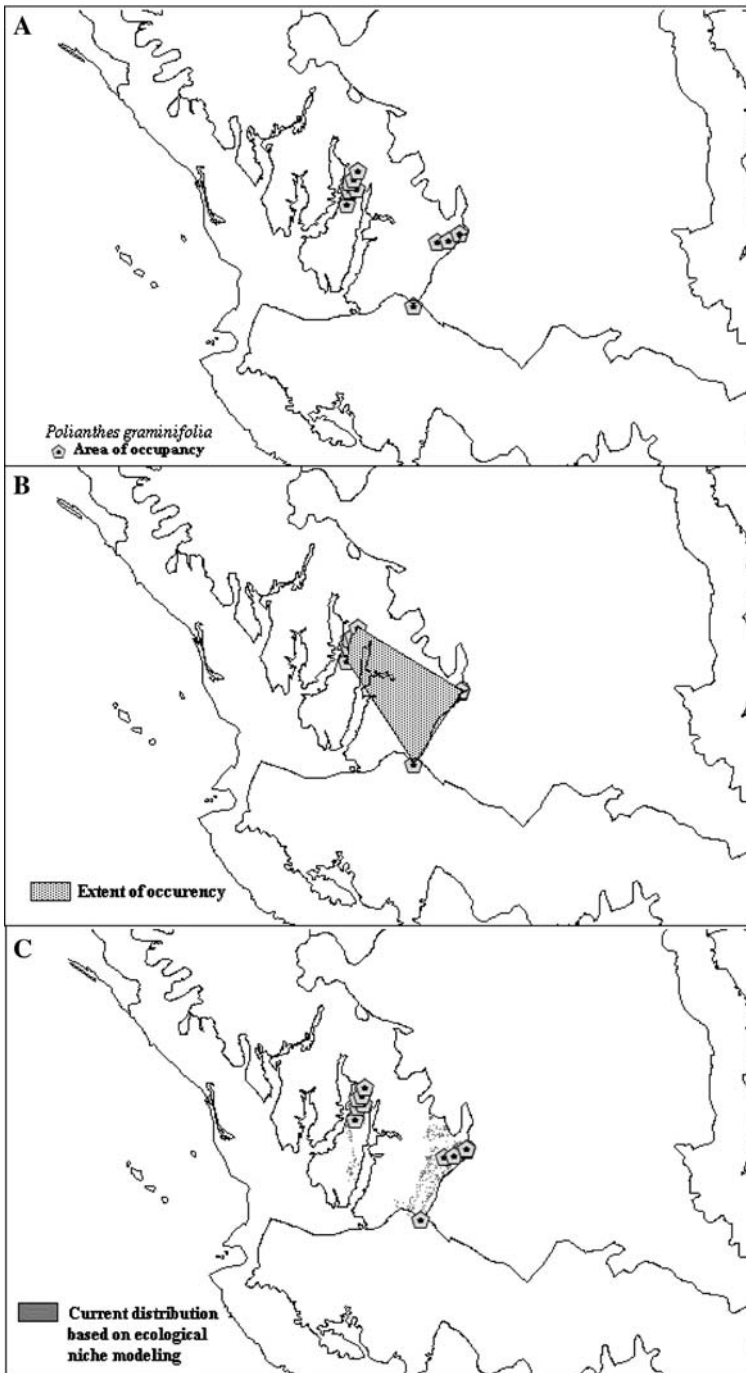 A
Polianthes graminifolia
Area of occupancy
B
Extent of occurency
C
Current distribution
based on ecological
niche modeling